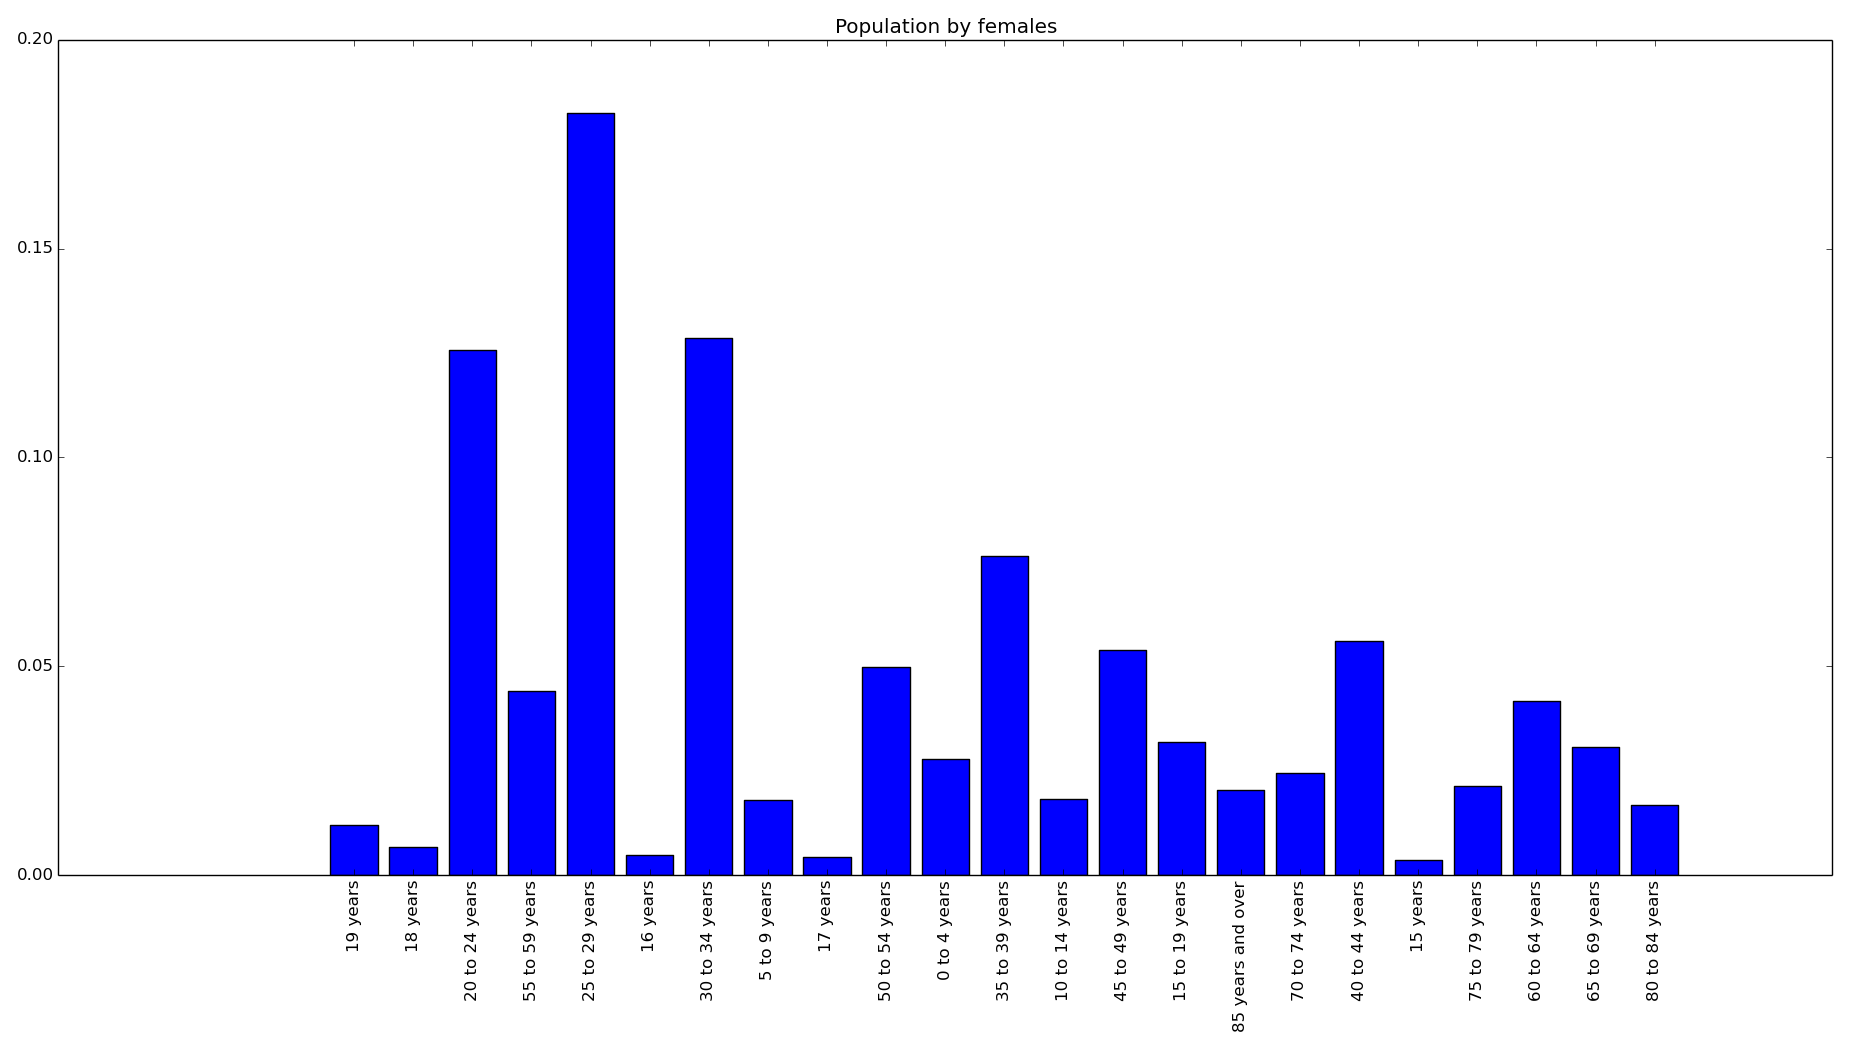 Population by females
0.20
0.15
0.10
0.05
0.00
19 years
18 years
20 to 24 years
55 to 59 years
25 to 29 years
16 years
30 to 34 years
5 to 9 years
17 years
50 to 54 years
0 to 4 years
35 to 39 years
10 to 14 years
45 to 49 years
15 to 19 years
85 years and over
70 to 74 years
40 to 44 years
15 years
75 to 79 years
60 to 64 years
65 to 69 years
80 to 84 years